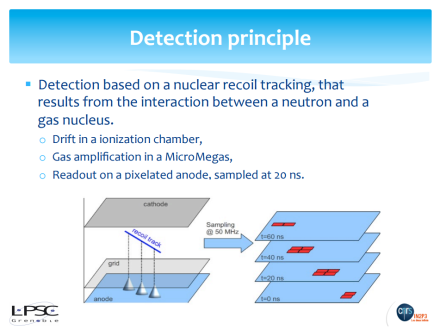 Detection principle
Detection based on a nuclear recoil tracking, that
results from the interaction between a neutron and a
gas nucleus.
Drift in a ionization chamber,
Gas amplification in a MicroMegas,
Readout on a pixelated anode, sampled at 20 ns.
cathode
recoil track
grid
anode
Sampling
@ 50 MHz
t=60 ns
t=40 ns
t=20 ns
t=0 ns
LPSC
Grenoble
cnrs
IN2P3